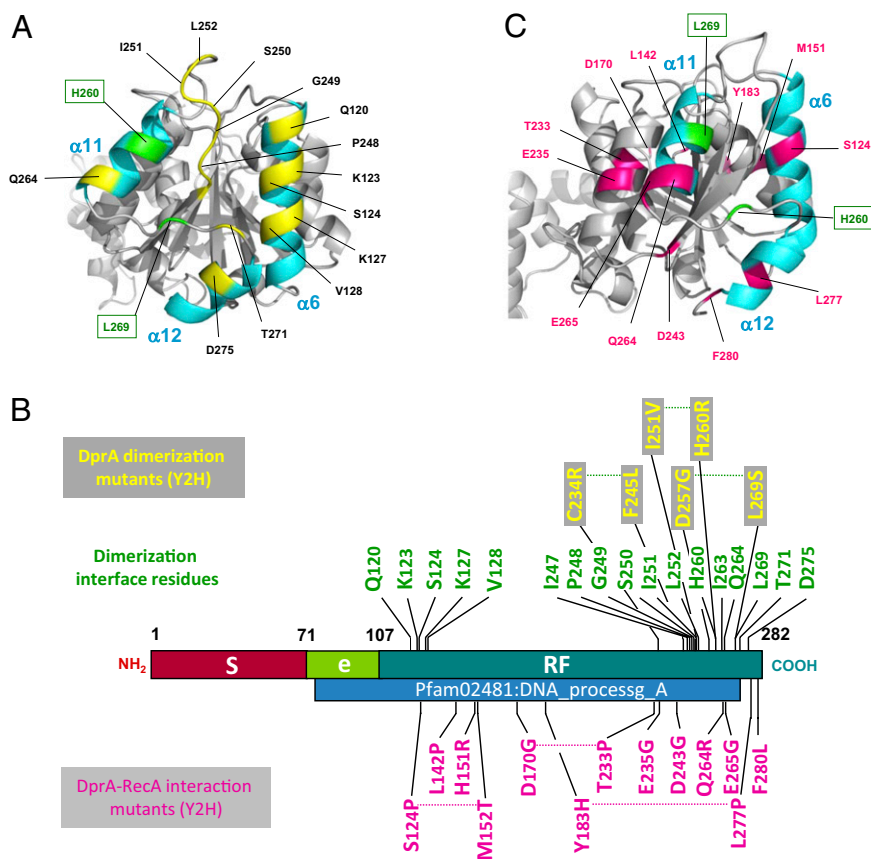 A
L252
I251
S250
G249
H260
Q120
α11
P248
Q264
K123
S124
K127
V128
L269
α12
α6
T271
D275
C
L269
M151
D170
L142
α11
Y183
α6
T233
S124
E235
H260
L277
E265
α12
Q264
D243
F280
B
DprA dimerization
mutants (Y2H)
C234R
F245L
I251V
D257G
H260R
L269S
Dimerization
interface residues
Q120
K123
S124
K127
V128
I247
P248
G249
S250
I251
L252
H260
I263
Q264
L269
T271
D275
1
71
107
282
NH2
S
e
RF
COOH
Pfam02481:DNA_processg_A
DprA-RecA interaction
mutants (Y2H)
S124P
L142P
H151R
M152T
D170G
Y183H
T233P
E235G
D243G
Q264R
E265G
L277P
F280L